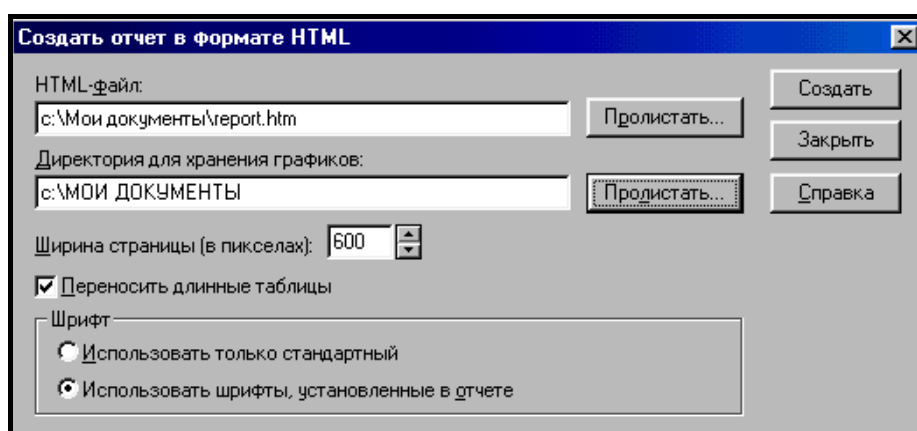 Создать отчет в формате HTML
HTML-файл:
c:\Мои документы\report.htm
Пролистать...
Создать
Закрыть
Директория для хранения графиков:
c:\МОИ ДОКУМЕНТЫ
Пролистать...
Справка
Ширина страницы (в пикселах): 600
Переносить длинные таблицы
Шрифт
Использовать только стандартный
Использовать шрифты, установленные в отчете